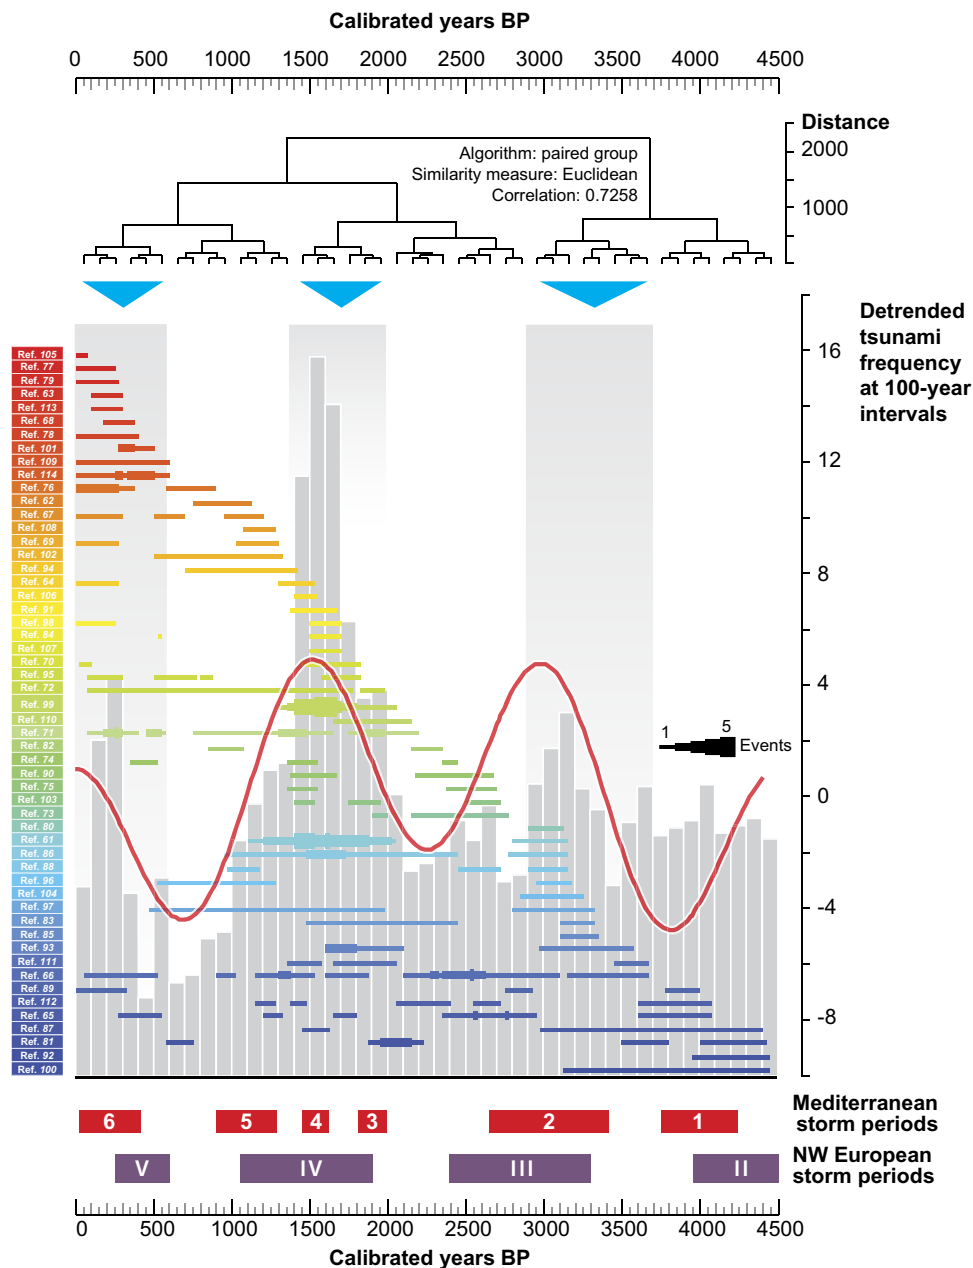 Calibrated years BP
0 500 1000 1500 2000 2500 3000 3500 4000 4500
Distance
2000
1000
Algorithm: paired group
Similarity measure: Euclidean
Correlation: 0.7258
Detrended
tsunami
frequency
at 100-year
intervals
16
12
8
4
0
-4
-8
Ref. 105
Ref. 77
Ref. 79
Ref. 63
Ref. 113
Ref. 68
Ref. 78
Ref. 101
Ref. 109
Ref. 114
Ref. 76
Ref. 62
Ref. 67
Ref. 108
Ref. 69
Ref. 102
Ref. 94
Ref. 64
Ref. 106
Ref. 91
Ref. 98
Ref. 84
Ref. 107
Ref. 70
Ref. 95
Ref. 72
Ref. 99
Ref. 110
Ref. 71
Ref. 82
Ref. 74
Ref. 90
Ref. 75
Ref. 103
Ref. 73
Ref. 80
Ref. 61
Ref. 86
Ref. 88
Ref. 96
Ref. 104
Ref. 97
Ref. 83
Ref. 85
Ref. 93
Ref. 111
Ref. 66
Ref. 89
Ref. 112
Ref. 65
Ref. 87
Ref. 81
Ref. 92
Ref. 100
1 5 Events
6 5 4 3 2 1
Mediterranean
storm periods
V IV III II
NW European
storm periods
0 500 1000 1500 2000 2500 3000 3500 4000 4500
Calibrated years BP